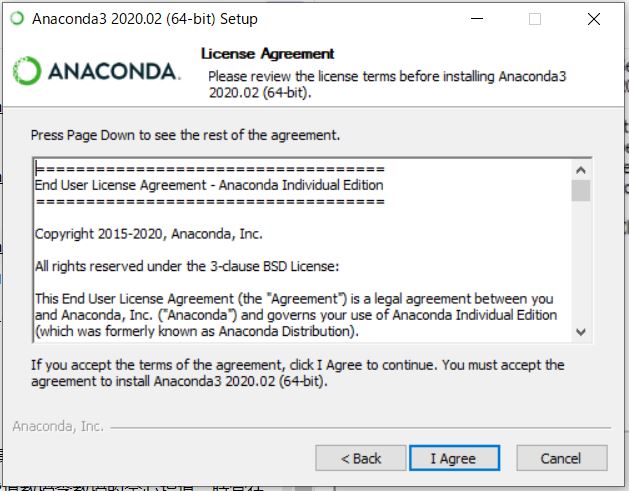 Anaconda3 2020.02 (64-bit) Setup
License Agreement
ANACONDA.
Please review the license terms before installing Anaconda3
2020.02 (64-bit).
Press Page Down to see the rest of the agreement.
===================================
End User License Agreement - Anaconda Individual Edition
===================================
Copyright 2015-2020, Anaconda, Inc.
All rights reserved under the 3-clause BSD License:
This End User License Agreement (the "Agreement") is a legal agreement between you
and Anaconda, Inc. ("Anaconda") and governs your use of Anaconda Individual Edition
(which was formerly known as Anaconda Distribution).
If you accept the terms of the agreement, click I Agree to continue. You must accept the
agreement to install Anaconda3 2020.02 (64-bit).
Anaconda, Inc.
< Back
I Agree
Cancel